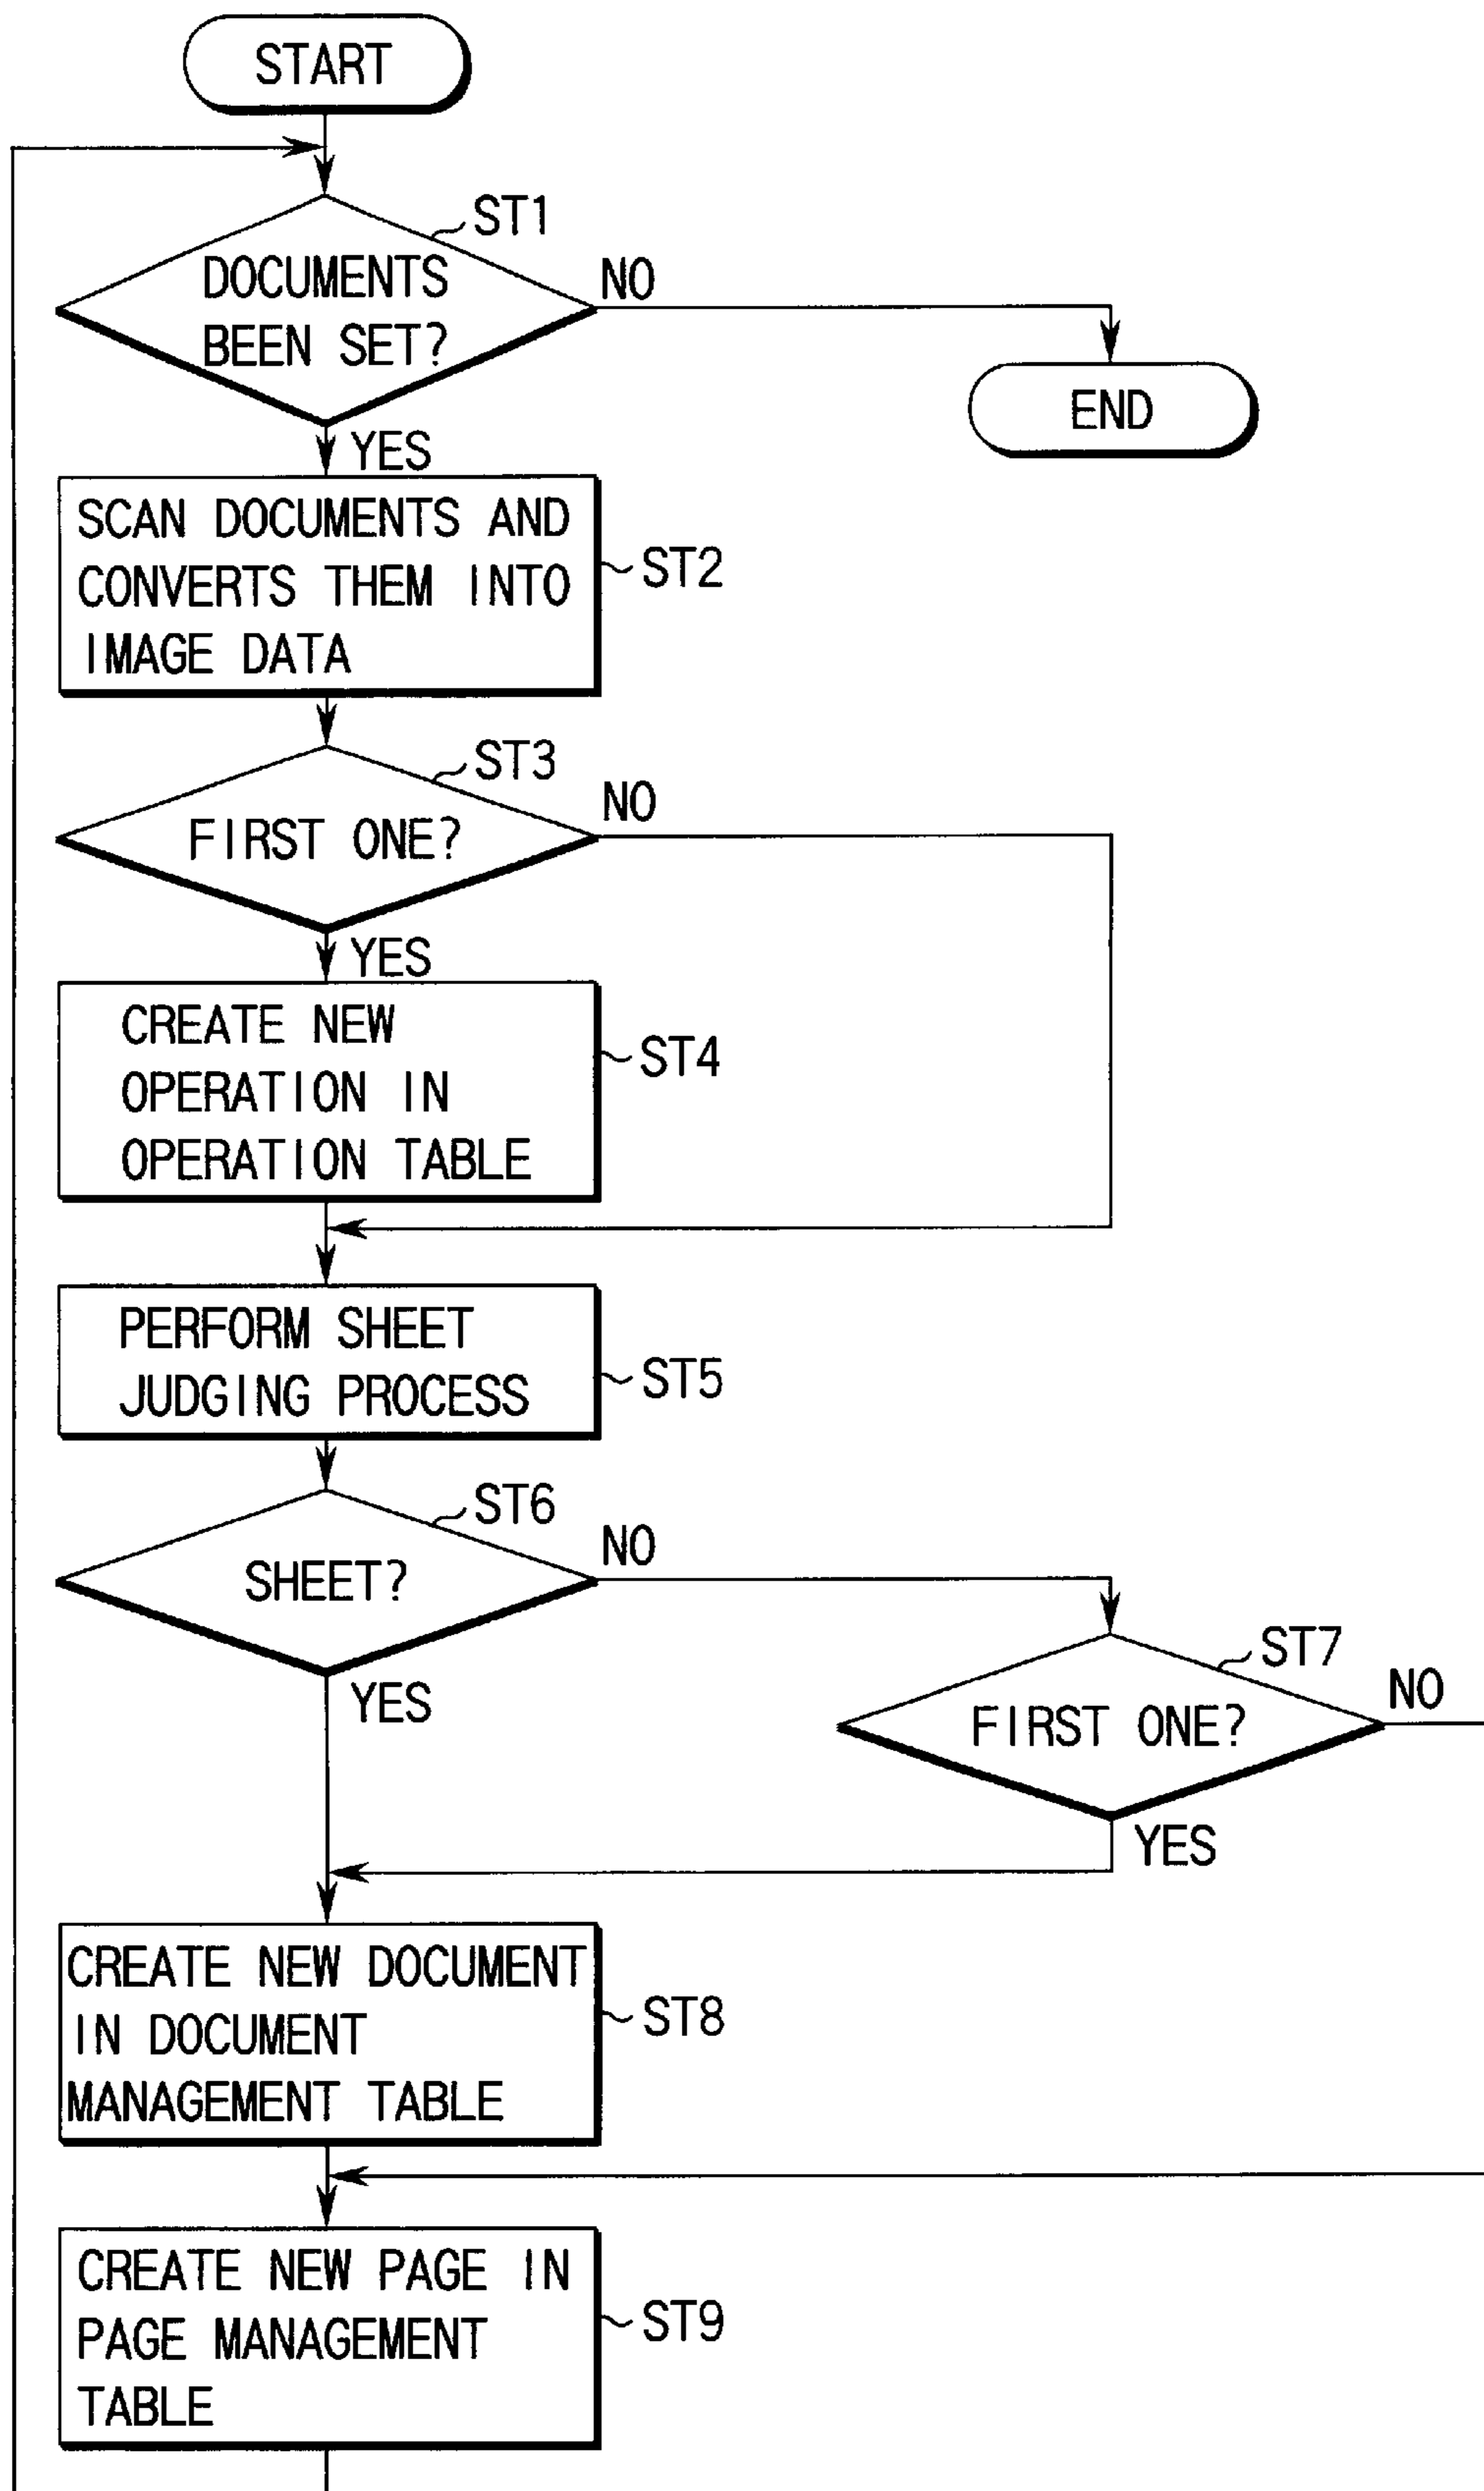 START
ST1
DOCUMENTS
BEEN SET?
NO
END
YES
SCAN DOCUMENTS AND
CONVERTS THEM INTO
IMAGE DATA
ST2
ST3
FIRST ONE?
NO
YES
CREATE NEW
OPERATION IN
OPERATION TABLE
ST4
PERFORM SHEET
JUDGING PROCESS
ST5
ST6
SHEET?
NO
YES
ST7
FIRST ONE?
NO
YES
CREATE NEW DOCUMENT
IN DOCUMENT
MANAGEMENT TABLE
ST8
CREATE NEW PAGE IN
PAGE MANAGEMENT
TABLE
ST9